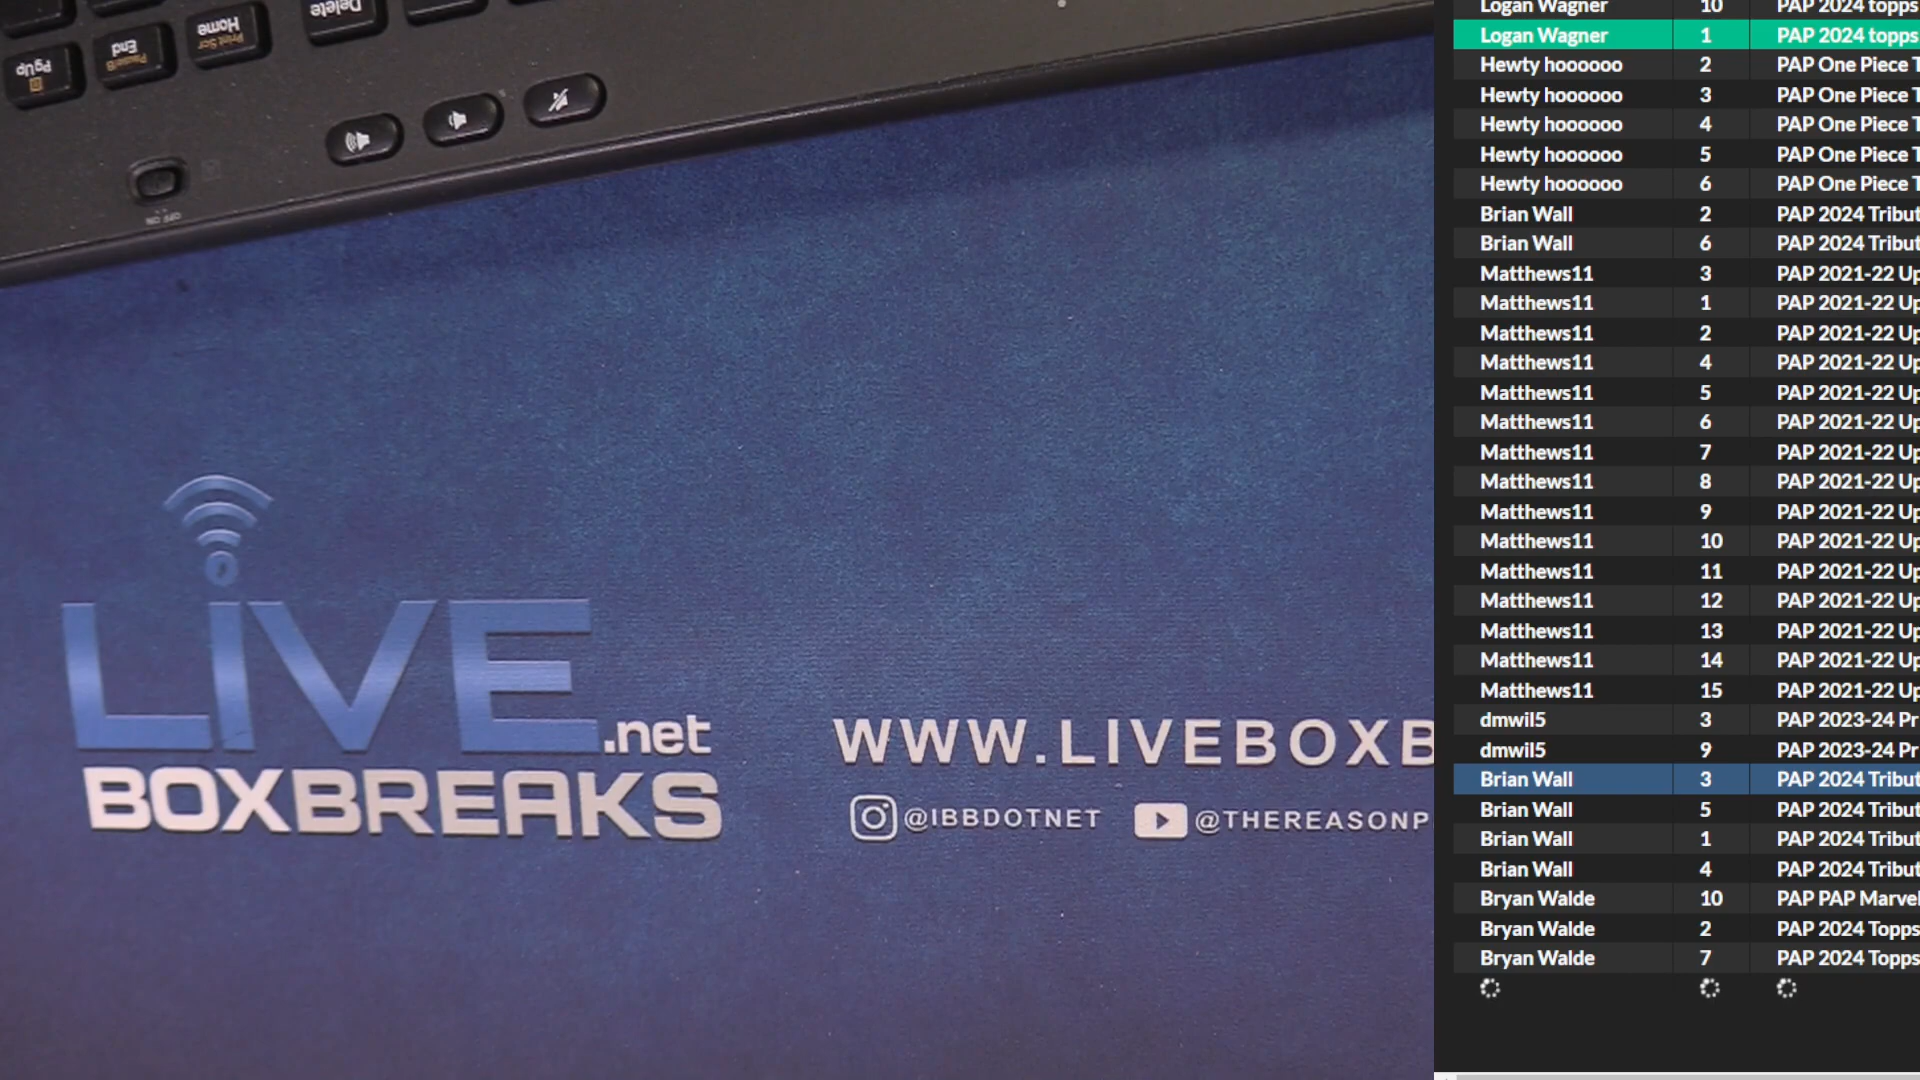 PgUp
Pause/B
End
Print Scr
Home
Delete
OFF ON
LIVE.net
BOXBREAKS
WWW.LIVEBOXB
@IBBDOTNET
@THEREASONP
Logan Wagner 10 PAP 2024 topps
Logan Wagner 1 PAP 2024 topps
Hewty hoooooo 2 PAP One Piece T
Hewty hoooooo 3 PAP One Piece T
Hewty hoooooo 4 PAP One Piece T
Hewty hoooooo 5 PAP One Piece T
Hewty hoooooo 6 PAP One Piece T
Brian Wall 2 PAP 2024 Tribut
Brian Wall 6 PAP 2024 Tribut
Matthews11 3 PAP 2021-22 Up
Matthews11 1 PAP 2021-22 Up
Matthews11 2 PAP 2021-22 Up
Matthews11 4 PAP 2021-22 Up
Matthews11 5 PAP 2021-22 Up
Matthews11 6 PAP 2021-22 Up
Matthews11 7 PAP 2021-22 Up
Matthews11 8 PAP 2021-22 Up
Matthews11 9 PAP 2021-22 Up
Matthews11 10 PAP 2021-22 Up
Matthews11 11 PAP 2021-22 Up
Matthews11 12 PAP 2021-22 Up
Matthews11 13 PAP 2021-22 Up
Matthews11 14 PAP 2021-22 Up
Matthews11 15 PAP 2021-22 Up
dmwil5 3 PAP 2023-24 Pr
dmwil5 9 PAP 2023-24 Pr
Brian Wall 3 PAP 2024 Tribut
Brian Wall 5 PAP 2024 Tribut
Brian Wall 1 PAP 2024 Tribut
Brian Wall 4 PAP 2024 Tribut
Bryan Walde 10 PAP PAP Marvel
Bryan Walde 2 PAP 2024 Topps
Bryan Walde 7 PAP 2024 Topps